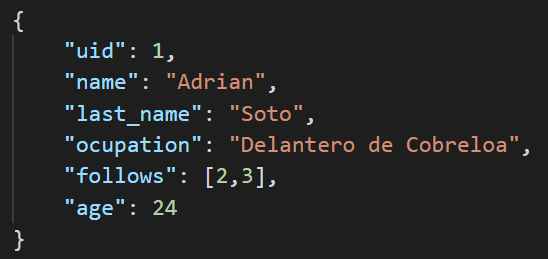 {
"uid": 1,
"name": "Adrian",
"last_name": "Soto",
"ocupation": "Delantero de Cobreloa",
"follows": [2,3],
"age": 24
}